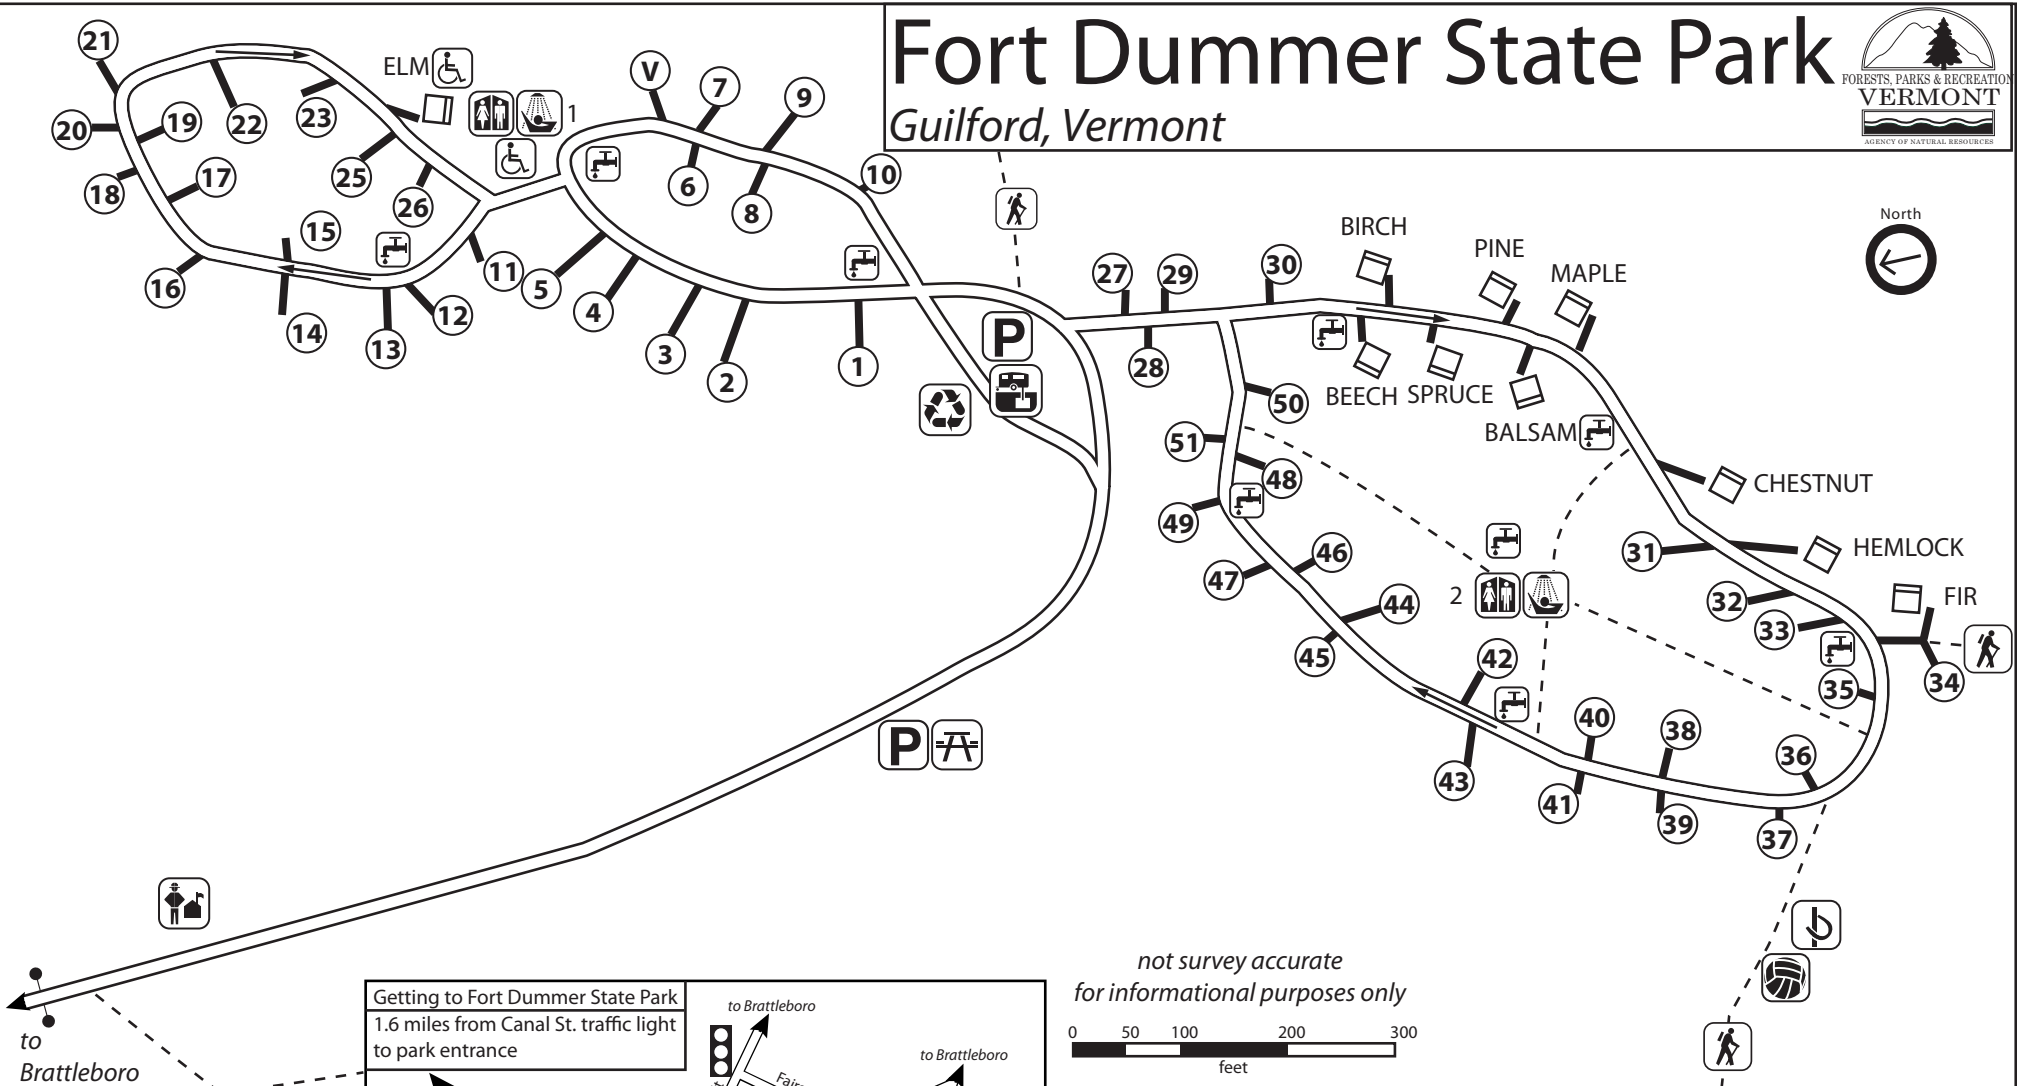 Fort Dummer State Park
Guilford, Vermont
FORESTS, PARKS & RECREATION
VERMONT
AGENCY OF NATURAL RESOURCES
North
21
20
19
22
23
ELM
1
V
7
9
18
17
25
26
6
8
10
16
15
14
13
12
11
5
4
3
2
1
P
27
29
30
28
BIRCH
PINE
MAPLE
BEECH
SPRUCE
BALSAM
CHESTNUT
HEMLOCK
FIR
50
51
48
49
46
47
44
45
2
31
32
33
34
35
42
43
40
41
38
39
36
37
P
to
Brattleboro
Getting to Fort Dummer State Park
1.6 miles from Canal St. traffic light
to park entrance
to Brattleboro
to Brattleboro
not survey accurate
for informational purposes only
0 50 100 200 300
feet